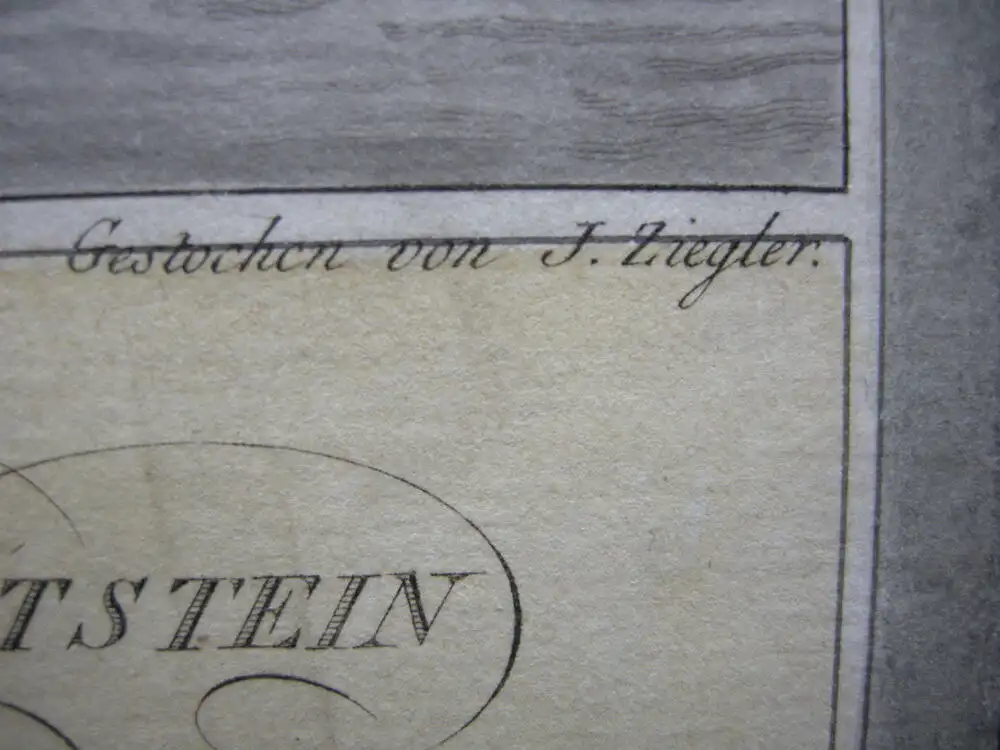 Gestochen von J. Ziegler.
TSTEIN